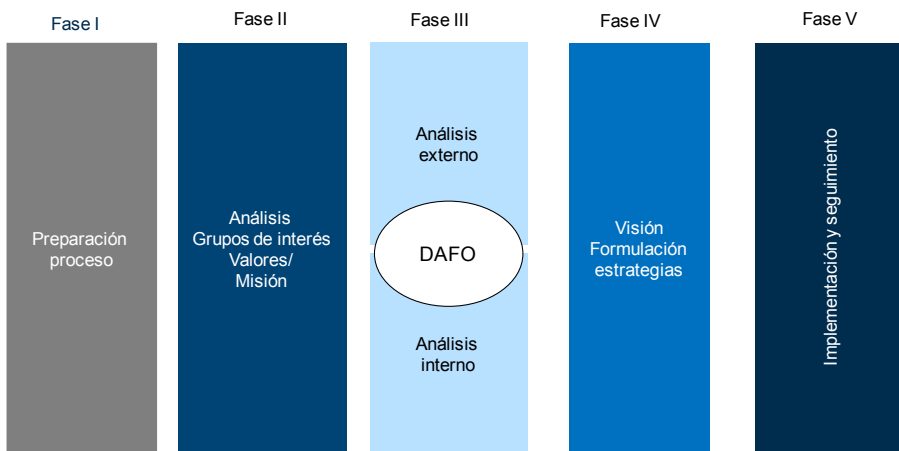 Fase I
Fase II
Fase III
Fase IV
Fase V
Preparación
proceso
Análisis
Grupos de interés
Valores/
Misión
Análisis
externo
DAFO
Análisis
interno
Visión
Formulación
estrategias
Implementación y seguimiento